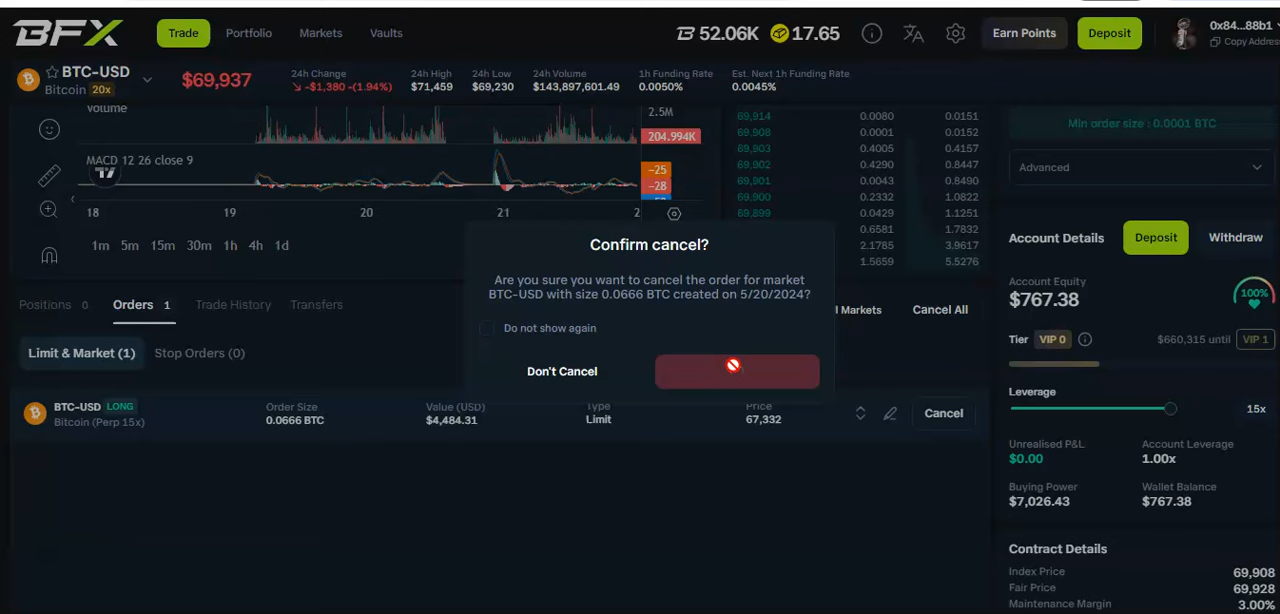 BFX
Trade Portfolio Markets Vaults
52.06K 17.65 Earn Points Deposit 0x84...88b1
Copy Address
BTC-USD
Bitcoin 20x
$69,937
24h Change
-$1,380 (-1.94%)
24h High
$71,459
24h Low
$69,230
24h Volume
$143,897,601.49
1h Funding Rate
0.0050%
Est. Next 1h Funding Rate
0.0045%
Volume
2.5M
204.994K
MACD 12 26 close 9
-25
-28
18 19 20 21 2
1m 5m 15m 30m 1h 4h 1d
69,914 0.0080 0.0151
69,908 0.0001 0.0152
69,903 0.4005 0.4157
69,902 0.4290 0.8447
69,901 0.0043 0.8490
69,900 0.2332 1.0822
69,899 0.0429 1.1251
0.6581 1.7832
2.1785 3.9617
1.5659 5.5276
Min order size : 0.0001 BTC
Advanced
Confirm cancel?
Are you sure you want to cancel the order for market
BTC-USD with size 0.0666 BTC created on 5/20/2024?
Do not show again
Don't Cancel
Positions 0 Orders 1 Trade History Transfers
l Markets Cancel All
Limit & Market (1) Stop Orders (0)
BTC-USD LONG
Bitcoin (Perp 15x)
Order Size
0.0666 BTC
Value (USD)
$4,484.31
Type
Limit
Price
67,332
Cancel
Account Details Deposit Withdraw
Account Equity
$767.38
100%
Tier VIP 0 $660,315 until VIP 1
Leverage
15x
Unrealised P&L
$0.00
Account Leverage
1.00x
Buying Power
$7,026.43
Wallet Balance
$767.38
Contract Details
Index Price 69,908
Fair Price 69,928
Maintenance Margin 3.00%